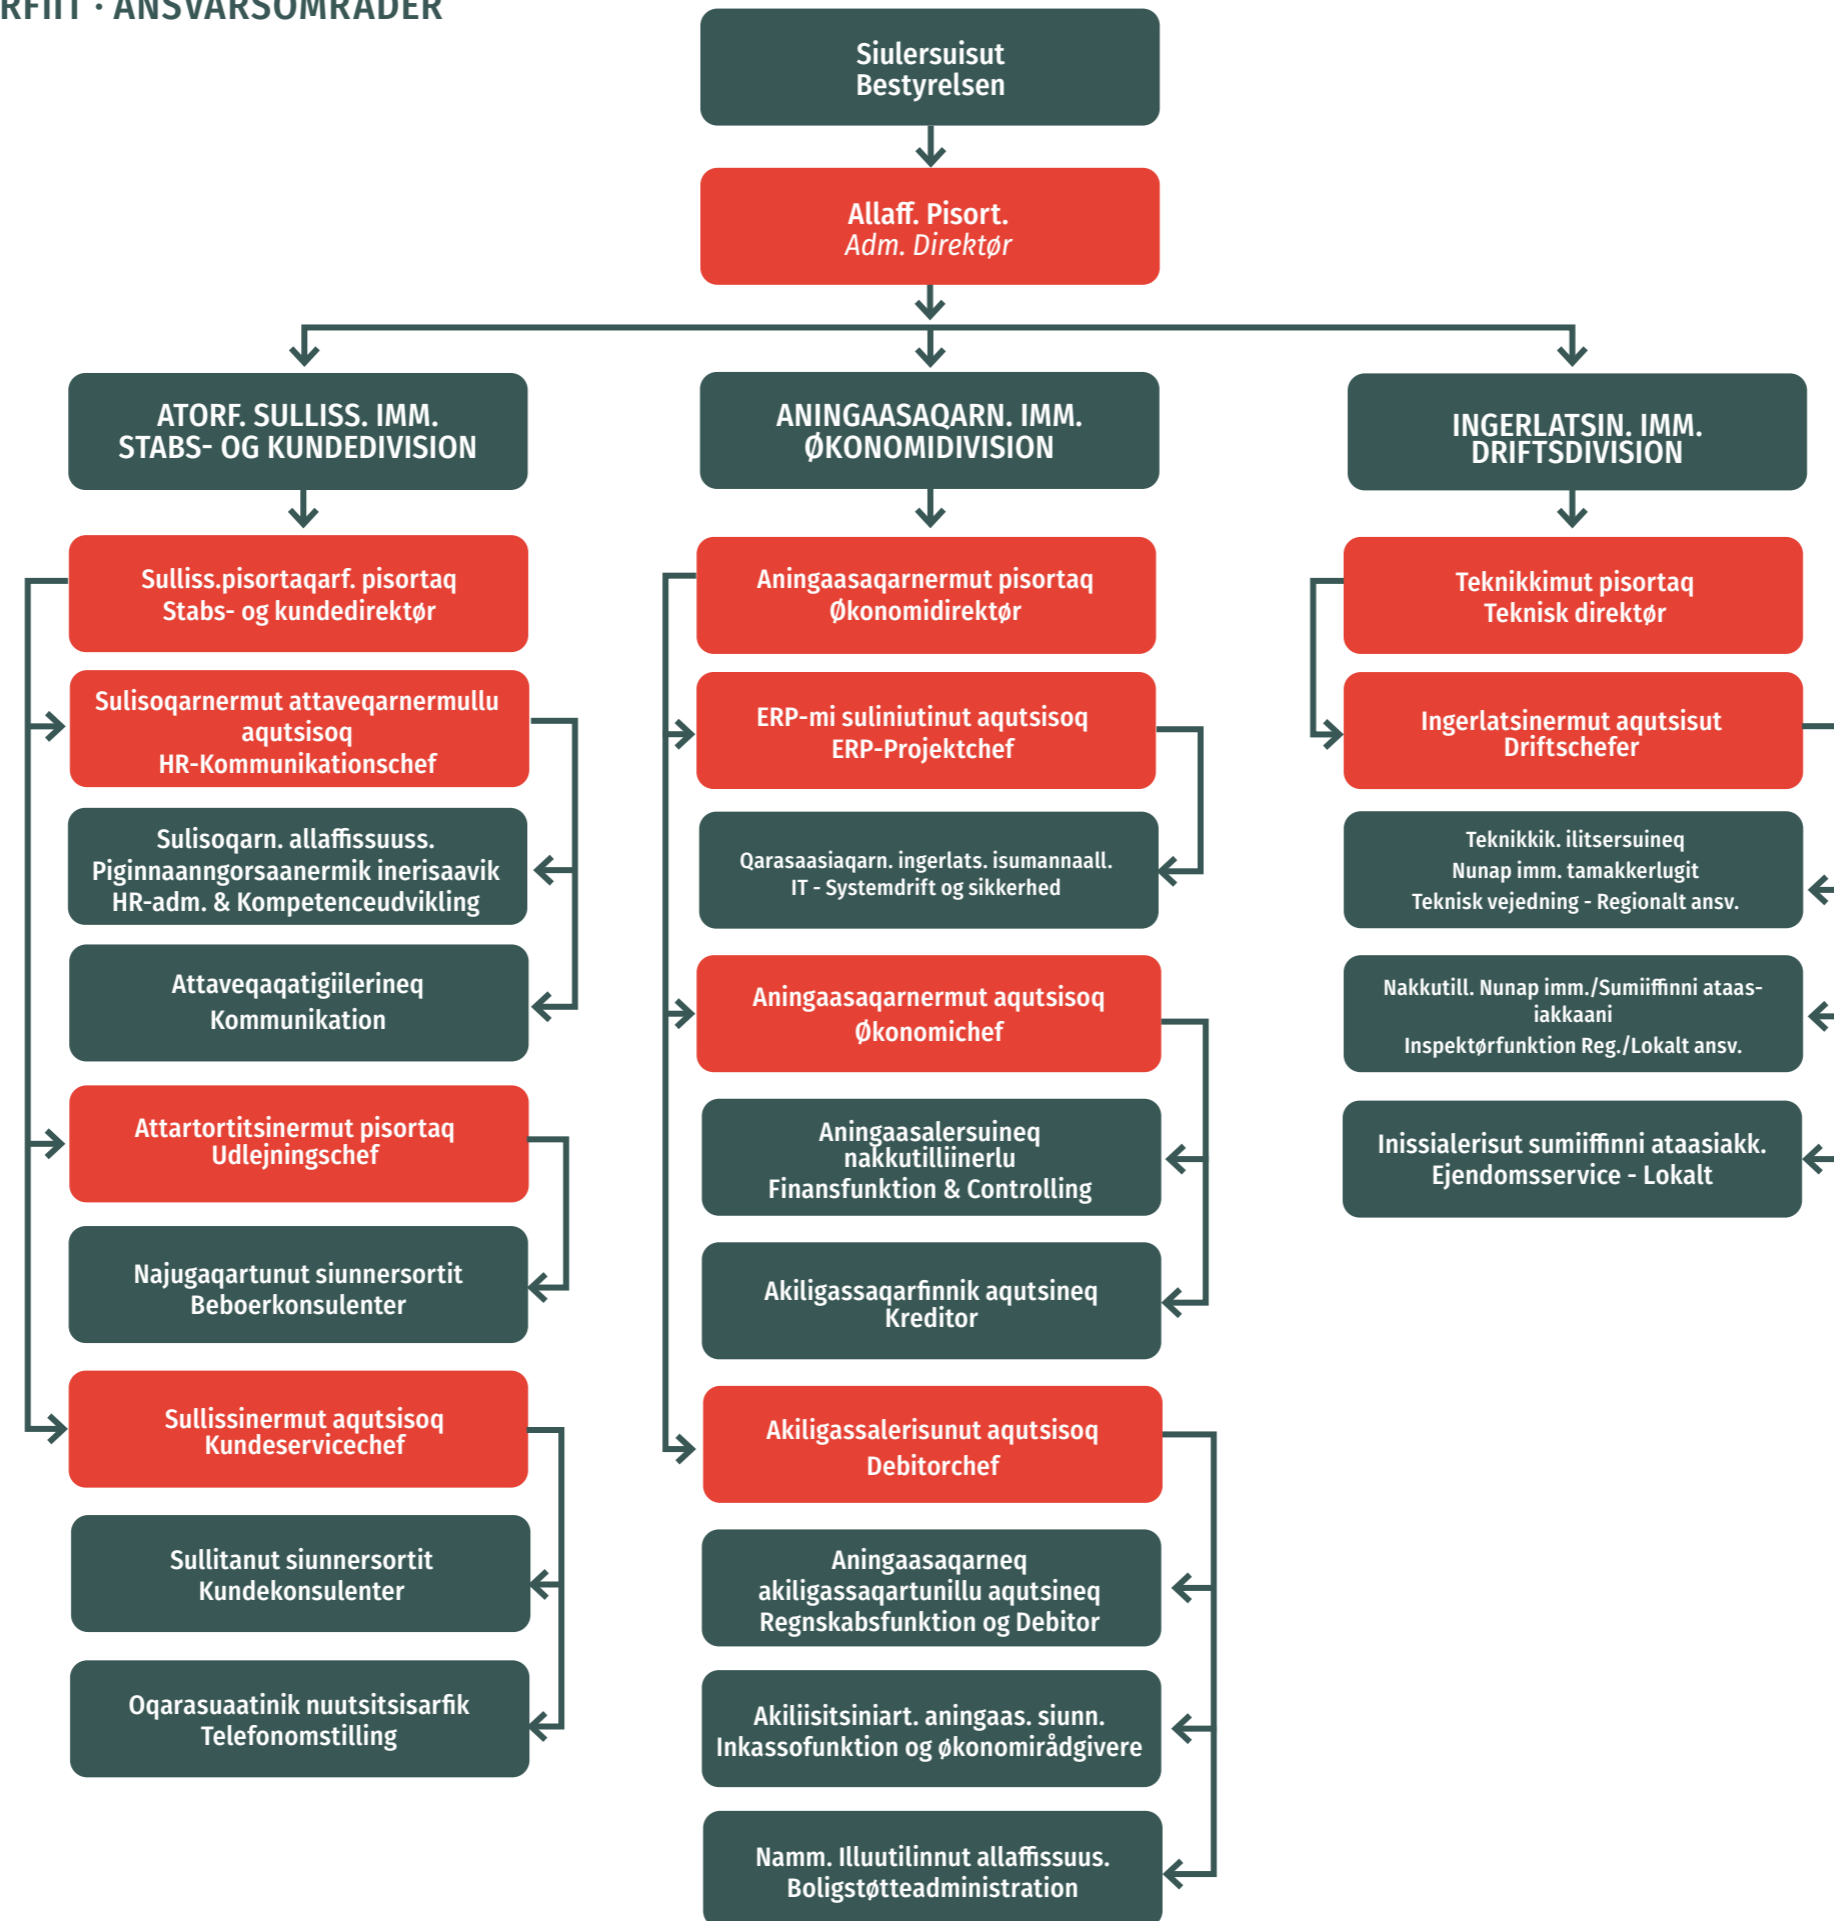 · ANSVARSOMRÅDER
Siulersuisut
Bestyrelsen
Allaff. Pisort.
Adm. Direktør
ATORF. SULLISS. IMM.
STABS- OG KUNDEDIVISION
Sulliss.pisortaqarf. pisortaq
Stabs- og kundedirektør
Sulisoqarnermut attaveqarnermullu
aqutsisoq
HR-Kommunikationschef
Sulisoqarn. allaffissuuss.
Piginnaanngorsaanermik inerisaavik
HR-adm. & Kompetenceudvikling
Attaveqaqatigiilerineq
Kommunikation
Attartortitsinermut pisortaq
Udlejningschef
Najugaqartunut siunnersortit
Beboerkonsulenter
Sullissinermut aqutsisoq
Kundeservicechef
Sullitanut siunnersortit
Kundekonsulenter
Oqarasuaatinik nuutsitsisarfik
Telefonomstilling
ANINGAASAQARN. IMM.
ØKONOMIDIVISION
Aningaasaqarnermut pisortaq
Økonomidirektør
ERP-mi suliniutinut aqutsisoq
ERP-Projektchef
Qarasaasiaqarn. ingerlats. isumannaall.
IT - Systemdrift og sikkerhed
Aningaasaqarnermut aqutsisoq
Økonomichef
Aningaasalersuineq
nakkutilliinerlu
Finansfunktion & Controlling
Akiligassaqarfinnik aqutsineq
Kreditor
Akiligassalerisunut aqutsisoq
Debitorchef
Aningaasaqarneq
akiligassaqartunillu aqutsineq
Regnskabsfunktion og Debitor
Akiliisitsiniart. aningaas. siunn.
Inkassofunktion og økonomirådgivere
Namm. Illuutilinnut allaffissuus.
Boligstøtteadministration
INGERLATSIN. IMM.
DRIFTSDIVISION
Teknikkimut pisortaq
Teknisk direktør
Ingerlatsinermut aqutsisut
Driftschefer
Teknikkik. ilitsersuineq
Nunap imm. tamakkerlugit
Teknisk vejedning - Regionalt ansv.
Nakkutill. Nunap imm./Sumiiffinni ataas-
iakkaani
Inspektørfunktion Reg./Lokalt ansv.
Inissialerisut sumiiffinni ataasiakk.
Ejendomsservice - Lokalt